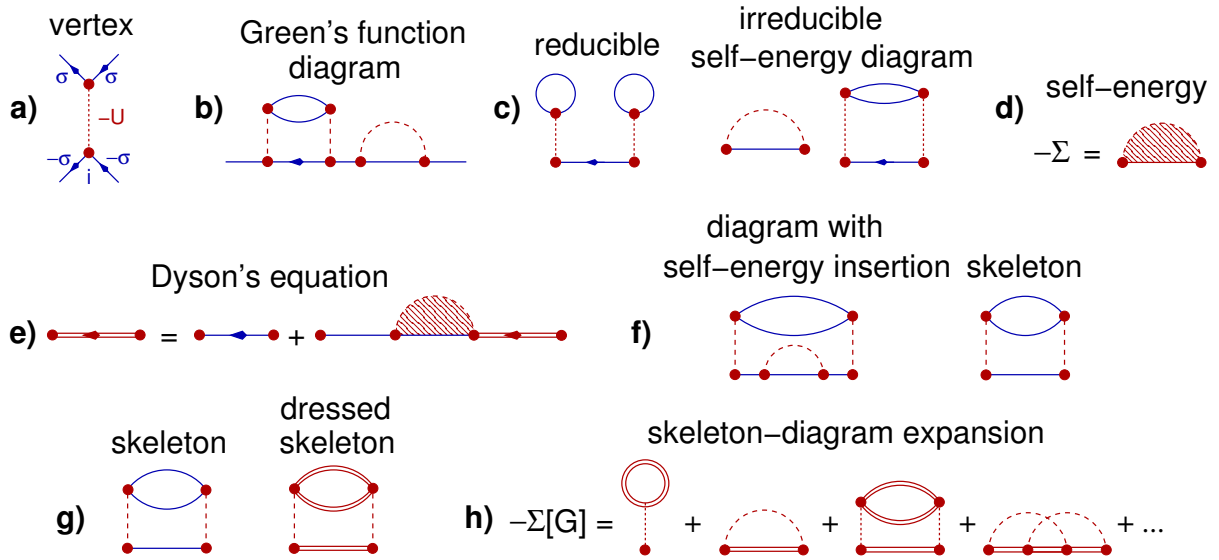 vertex
a)
σ σ
−U
−σ −σ
i
Green's function
diagram
b)
reducible
c)
irreducible
self−energy diagram
self−energy
d)
−Σ =
Dyson's equation
e)
= +
diagram with
self−energy insertion
skeleton
f)
skeleton
dressed
skeleton
g)
skeleton−diagram expansion
h) −Σ[G] = + + + + ...